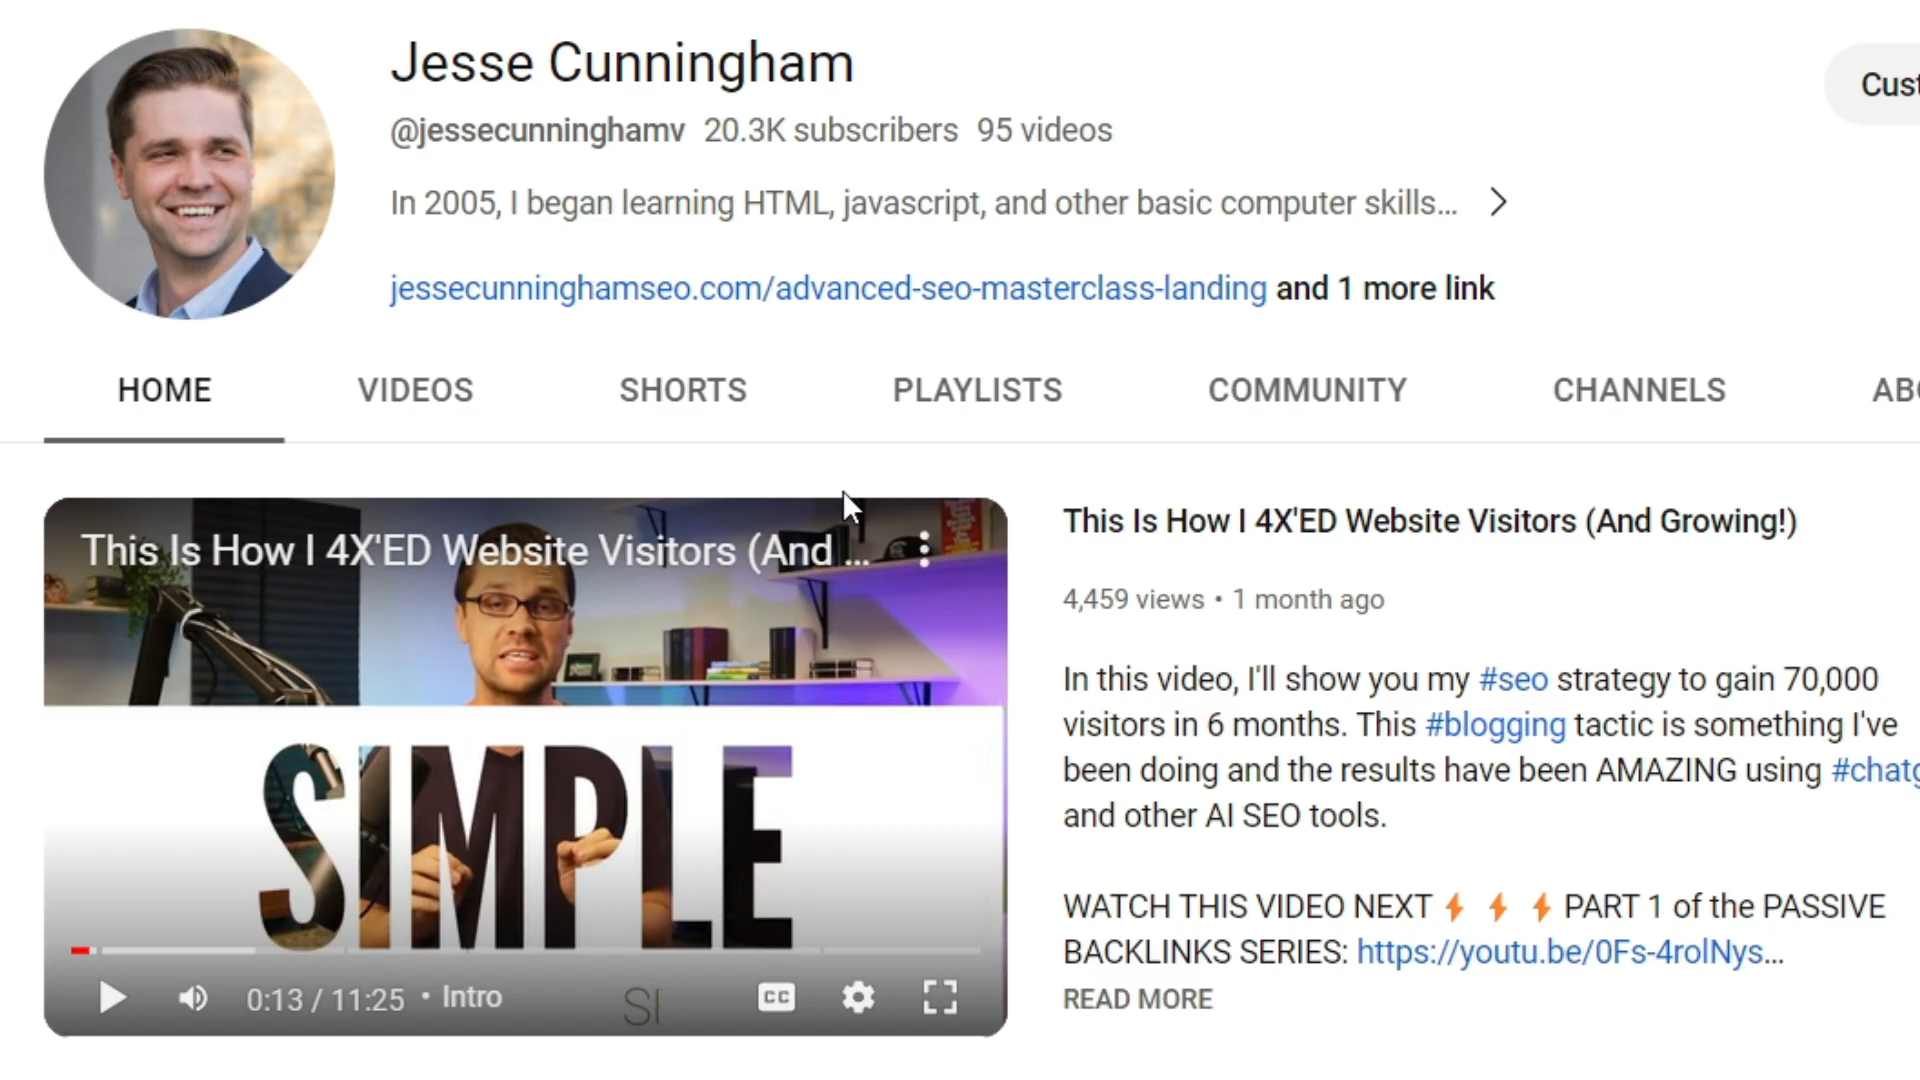 Jesse Cunningham
@jessecunninghamv 20.3K subscribers 95 videos
In 2005, I began learning HTML, javascript, and other basic computer skills...
jessecunninghamseo.com/advanced-seo-masterclass-landing and 1 more link
Cust
HOME VIDEOS SHORTS PLAYLISTS COMMUNITY CHANNELS ABO
This Is How I 4X'ED Website Visitors (And ...
SIMPLE
0:13 / 11:25 • Intro
SI
CC
This Is How I 4X'ED Website Visitors (And Growing!)
4,459 views • 1 month ago
In this video, I'll show you my #seo strategy to gain 70,000
visitors in 6 months. This #blogging tactic is something I've
been doing and the results have been AMAZING using #chatg
and other AI SEO tools.
WATCH THIS VIDEO NEXT ⚡ ⚡ ⚡ PART 1 of the PASSIVE
BACKLINKS SERIES: https://youtu.be/0Fs-4rolNys...
READ MORE